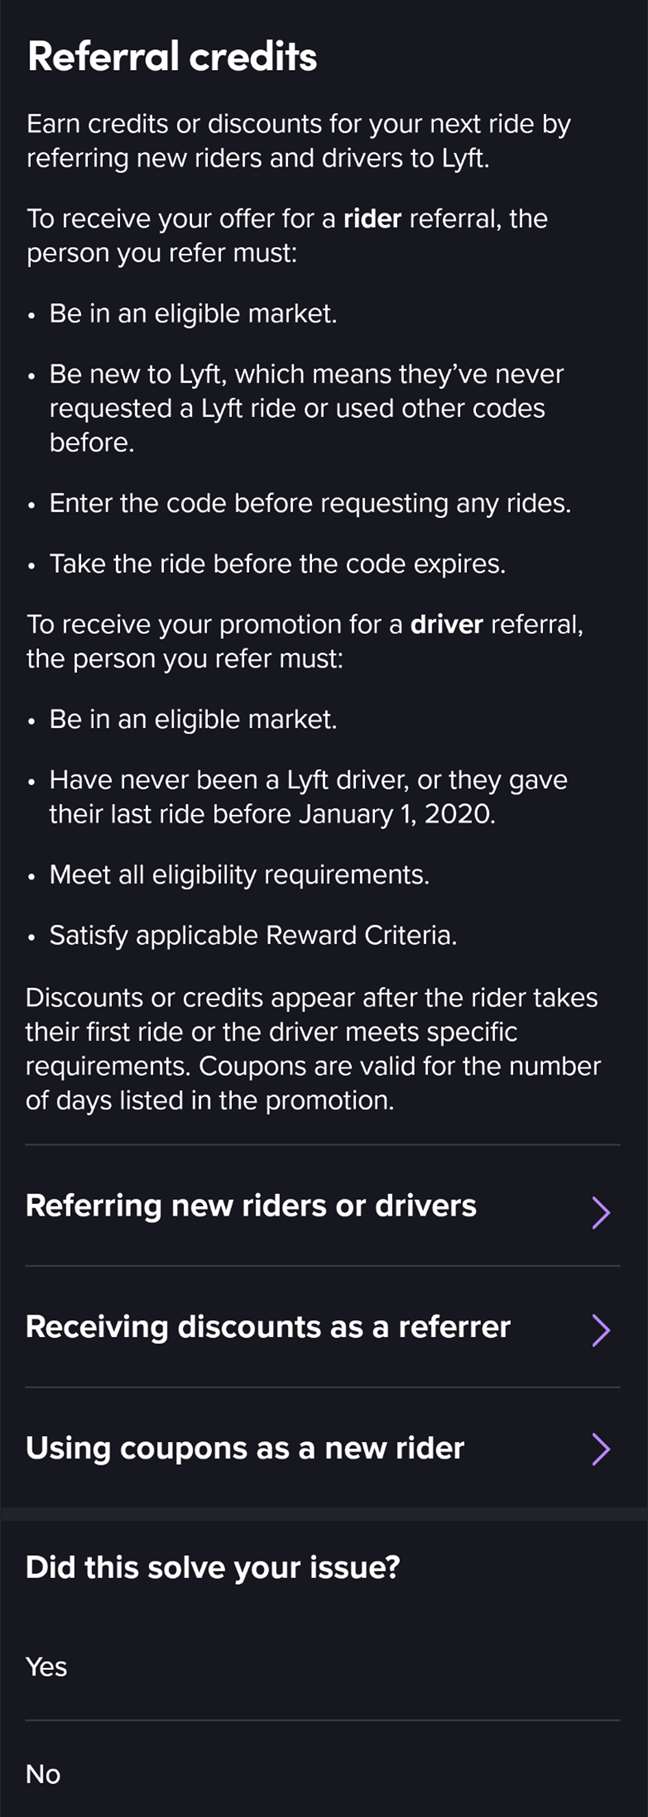 Referral credits
Earn credits or discounts for your next ride by
referring new riders and drivers to Lyft.
To receive your offer for a rider referral, the
person you refer must:
• Be in an eligible market.
• Be new to Lyft, which means they’ve never
requested a Lyft ride or used other codes
before.
• Enter the code before requesting any rides.
• Take the ride before the code expires.
To receive your promotion for a driver referral,
the person you refer must:
• Be in an eligible market.
• Have never been a Lyft driver, or they gave
their last ride before January 1, 2020.
• Meet all eligibility requirements.
• Satisfy applicable Reward Criteria.
Discounts or credits appear after the rider takes
their first ride or the driver meets specific
requirements. Coupons are valid for the number
of days listed in the promotion.
Referring new riders or drivers
Receiving discounts as a referrer
Using coupons as a new rider
Did this solve your issue?
Yes
No